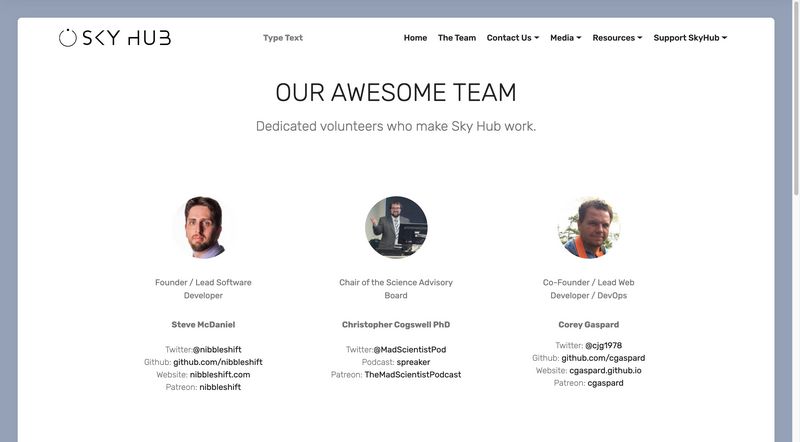 SKY HUB
Type Text
Home The Team Contact Us Media Resources Support SkyHub
OUR AWESOME TEAM
Dedicated volunteers who make Sky Hub work.
Founder / Lead Software
Developer
Steve McDaniel
Twitter:@nibbleshift
Github: github.com/nibbleshift
Website: nibbleshift.com
Patreon: nibbleshift
Chair of the Science Advisory
Board
Christopher Cogswell PhD
Twitter:@MadScientistPod
Podcast: spreaker
Patreon: TheMadScientistPodcast
Co-Founder / Lead Web
Developer / DevOps
Corey Gaspard
Twitter: @cjg1978
Github: github.com/cgaspard
Website: cgaspard.github.io
Patreon: cgaspard